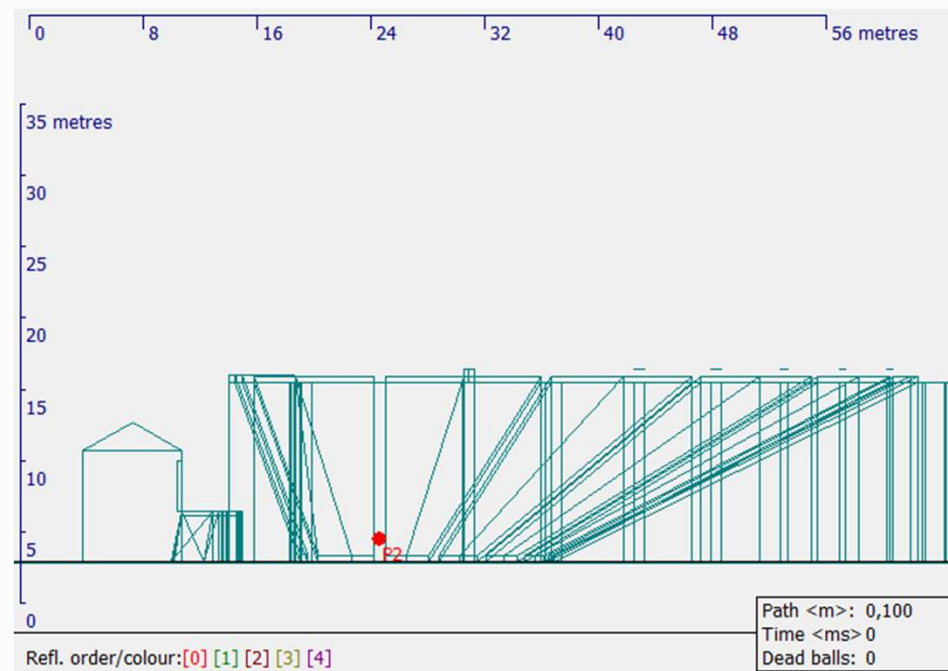 0 8 16 24 32 40 48 56 metres
35 metres
30
25
20
15
10
5
0
P2
Path <m>: 0,100
Time <ms> 0
Dead balls: 0
Refl. order/colour:[0] [1] [2] [3] [4]